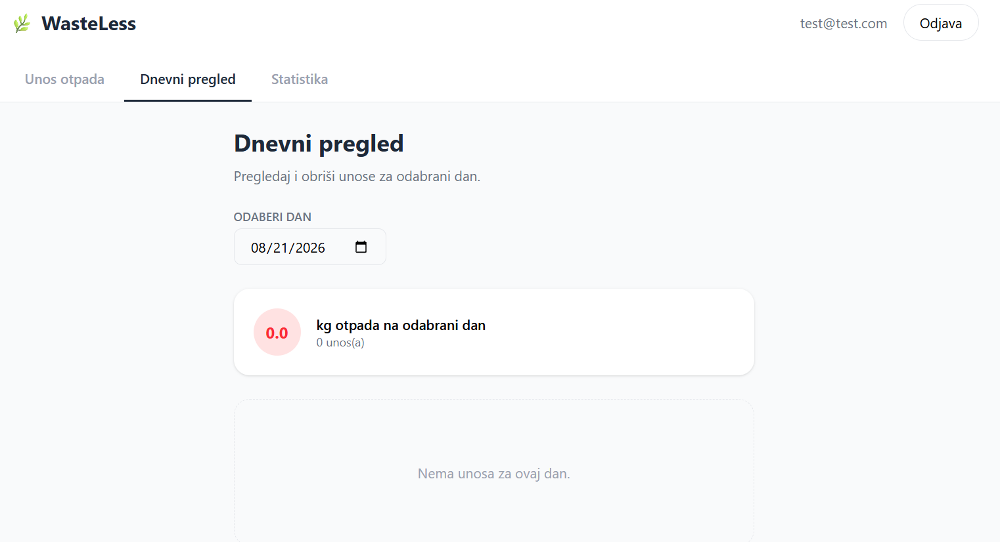 WasteLess
test@test.com
Odjava
Unos otpada
Dnevni pregled
Statistika
Dnevni pregled
Pregledaj i obriši unose za odabrani dan.
ODABERI DAN
08/21/2026
0.0
kg otpada na odabrani dan
0 unos(a)
Nema unosa za ovaj dan.